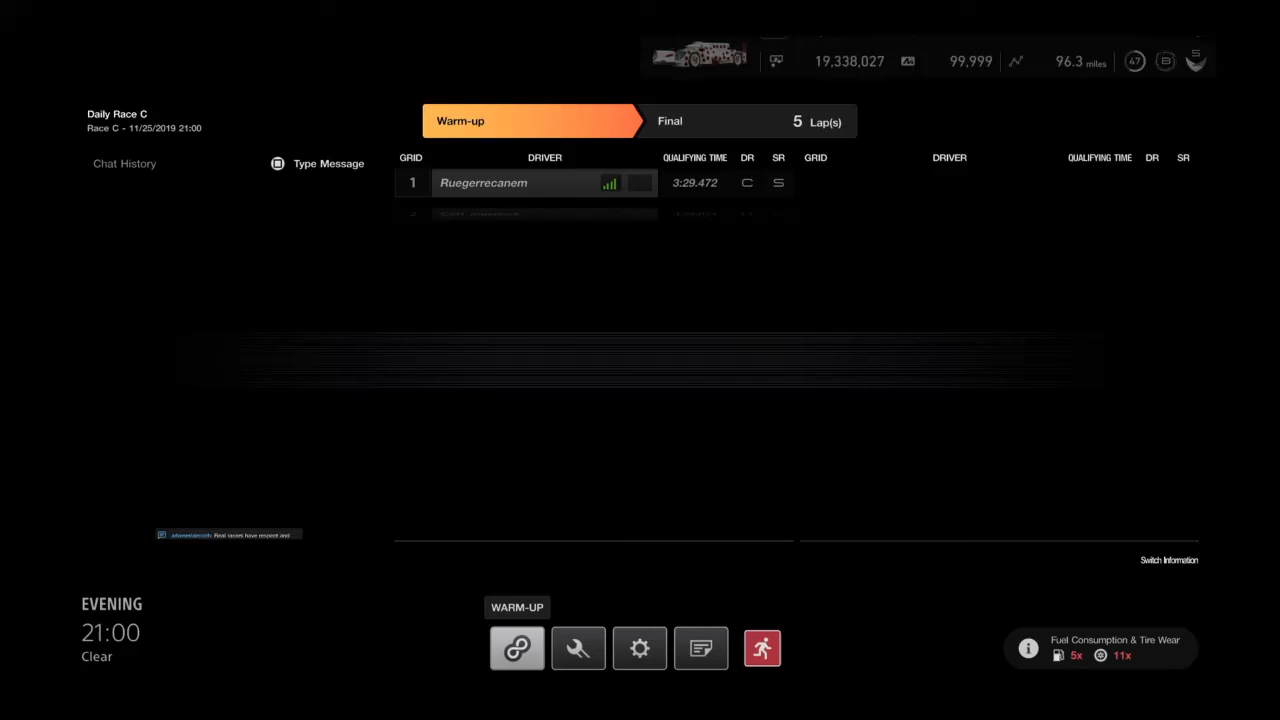 19,338,027 99,999 96.3 miles 47 B S
Daily Race C
Race C - 11/25/2019 21:00
Warm-up Final 5 Lap(s)
Chat History Type Message
GRID DRIVER QUALIFYING TIME DR SR GRID DRIVER QUALIFYING TIME DR SR
1 Ruegerrecanem 3:29.472 C S
2
Real racers have respect and
Switch Information
EVENING
21:00
Clear
WARM-UP
Fuel Consumption & Tire Wear
5x 11x